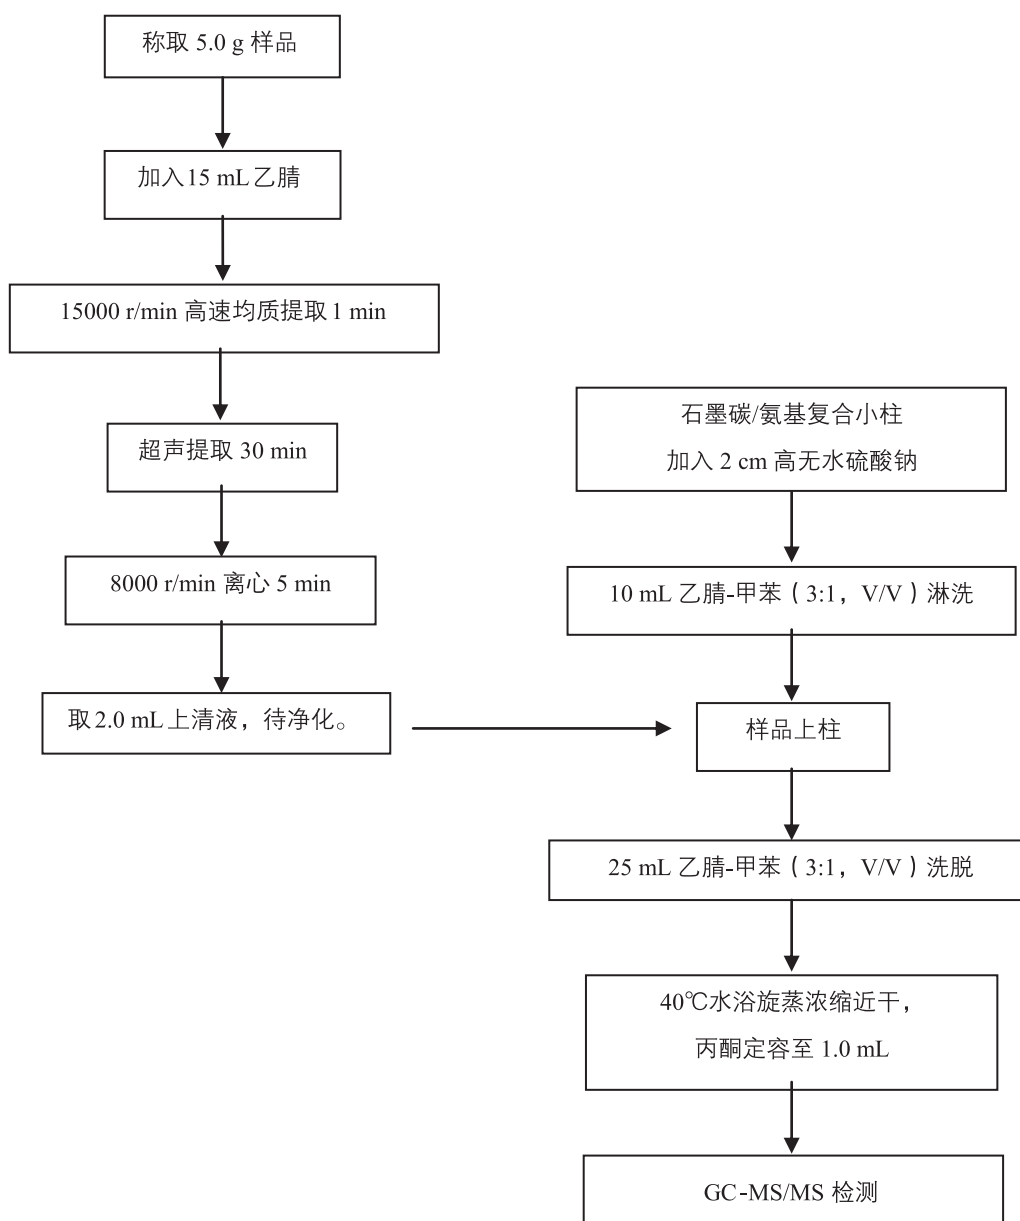 称取 5.0 g 样品
加入15 mL乙腈
15000 r/min 高速均质提取1 min
超声提取 30 min
8000 r/min 离心 5 min
取2.0 mL上清液，待净化。
石墨碳/氨基复合小柱
加入 2 cm 高无水硫酸钠
10 mL 乙腈-甲苯（3:1，V/V）淋洗
样品上柱
25 mL 乙腈-甲苯（3:1，V/V）洗脱
40℃水浴旋蒸浓缩近干，
丙酮定容至 1.0 mL
GC-MS/MS 检测